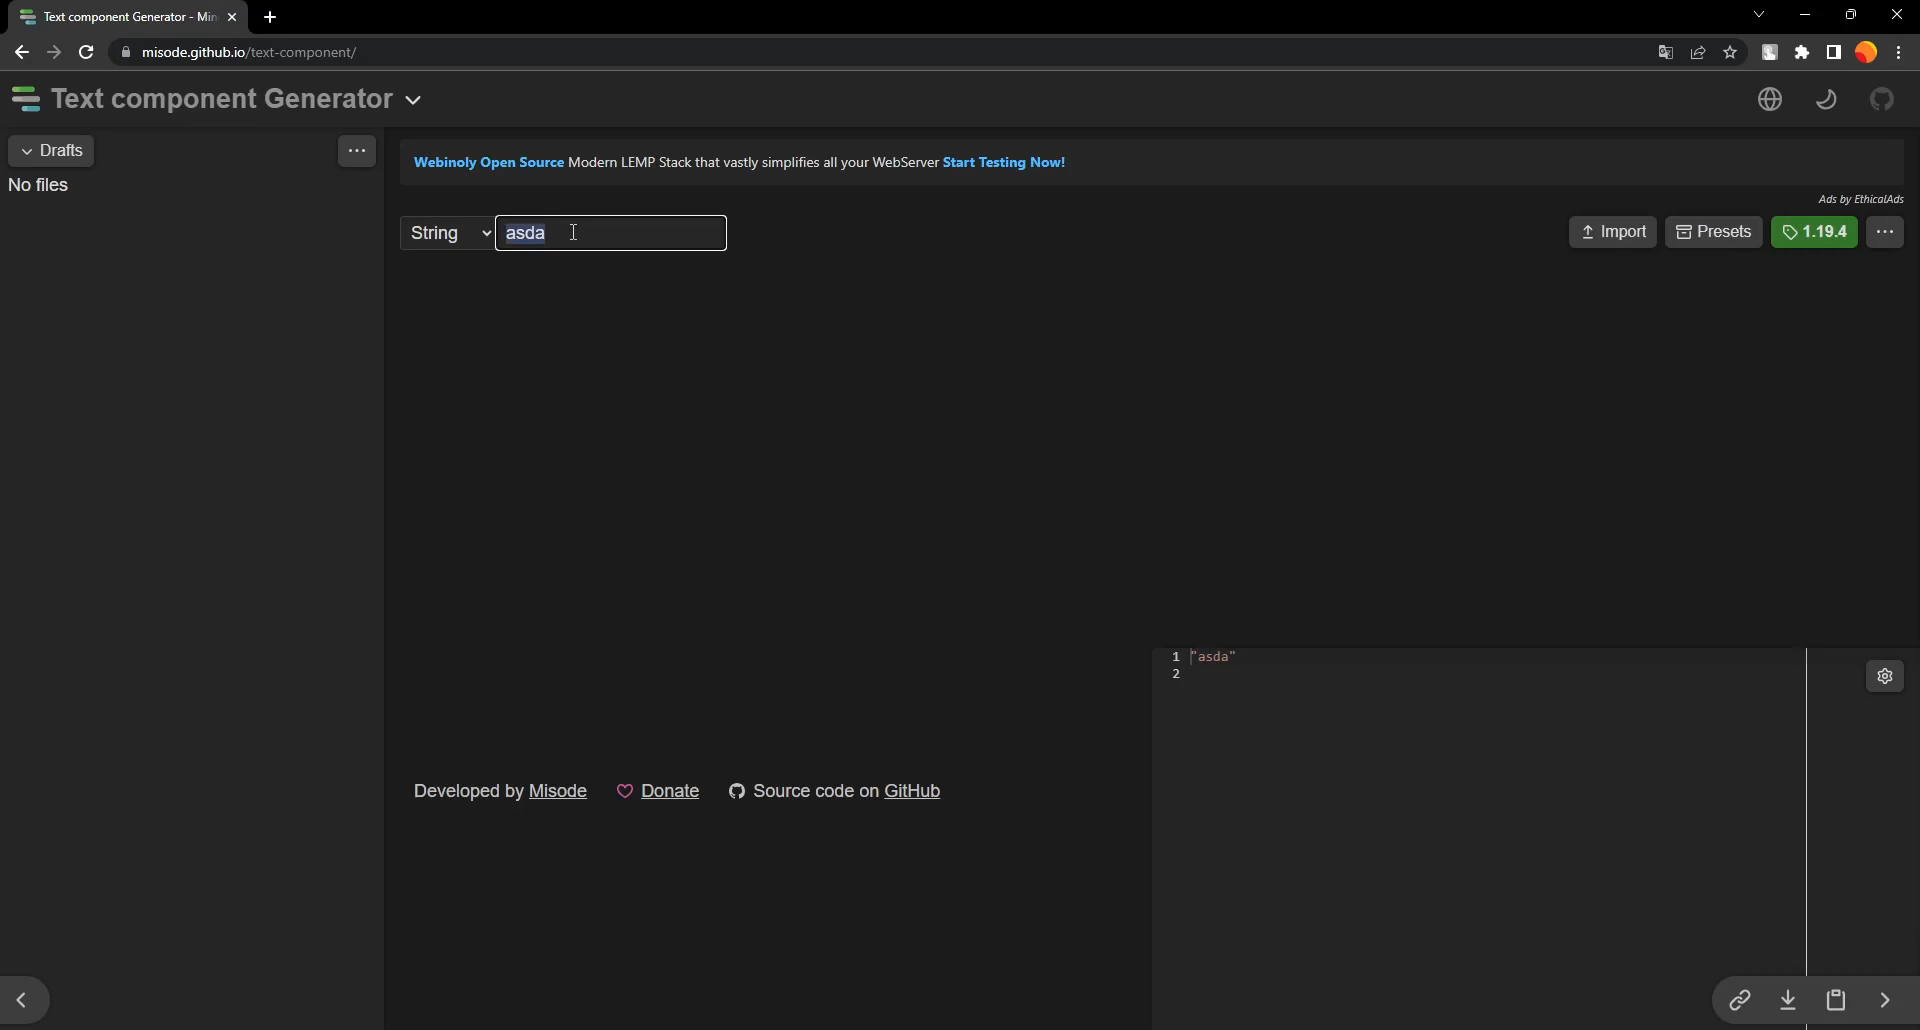 Text component Generator - Min
misode.github.io/text-component/
Text component Generator
Drafts
No files
Webinoly Open Source Modern LEMP Stack that vastly simplifies all your WebServer Start Testing Now!
Ads by EthicalAds
String
asda
Import
Presets
1.19.4
1 "asda"
2
Developed by Misode
Donate
Source code on GitHub